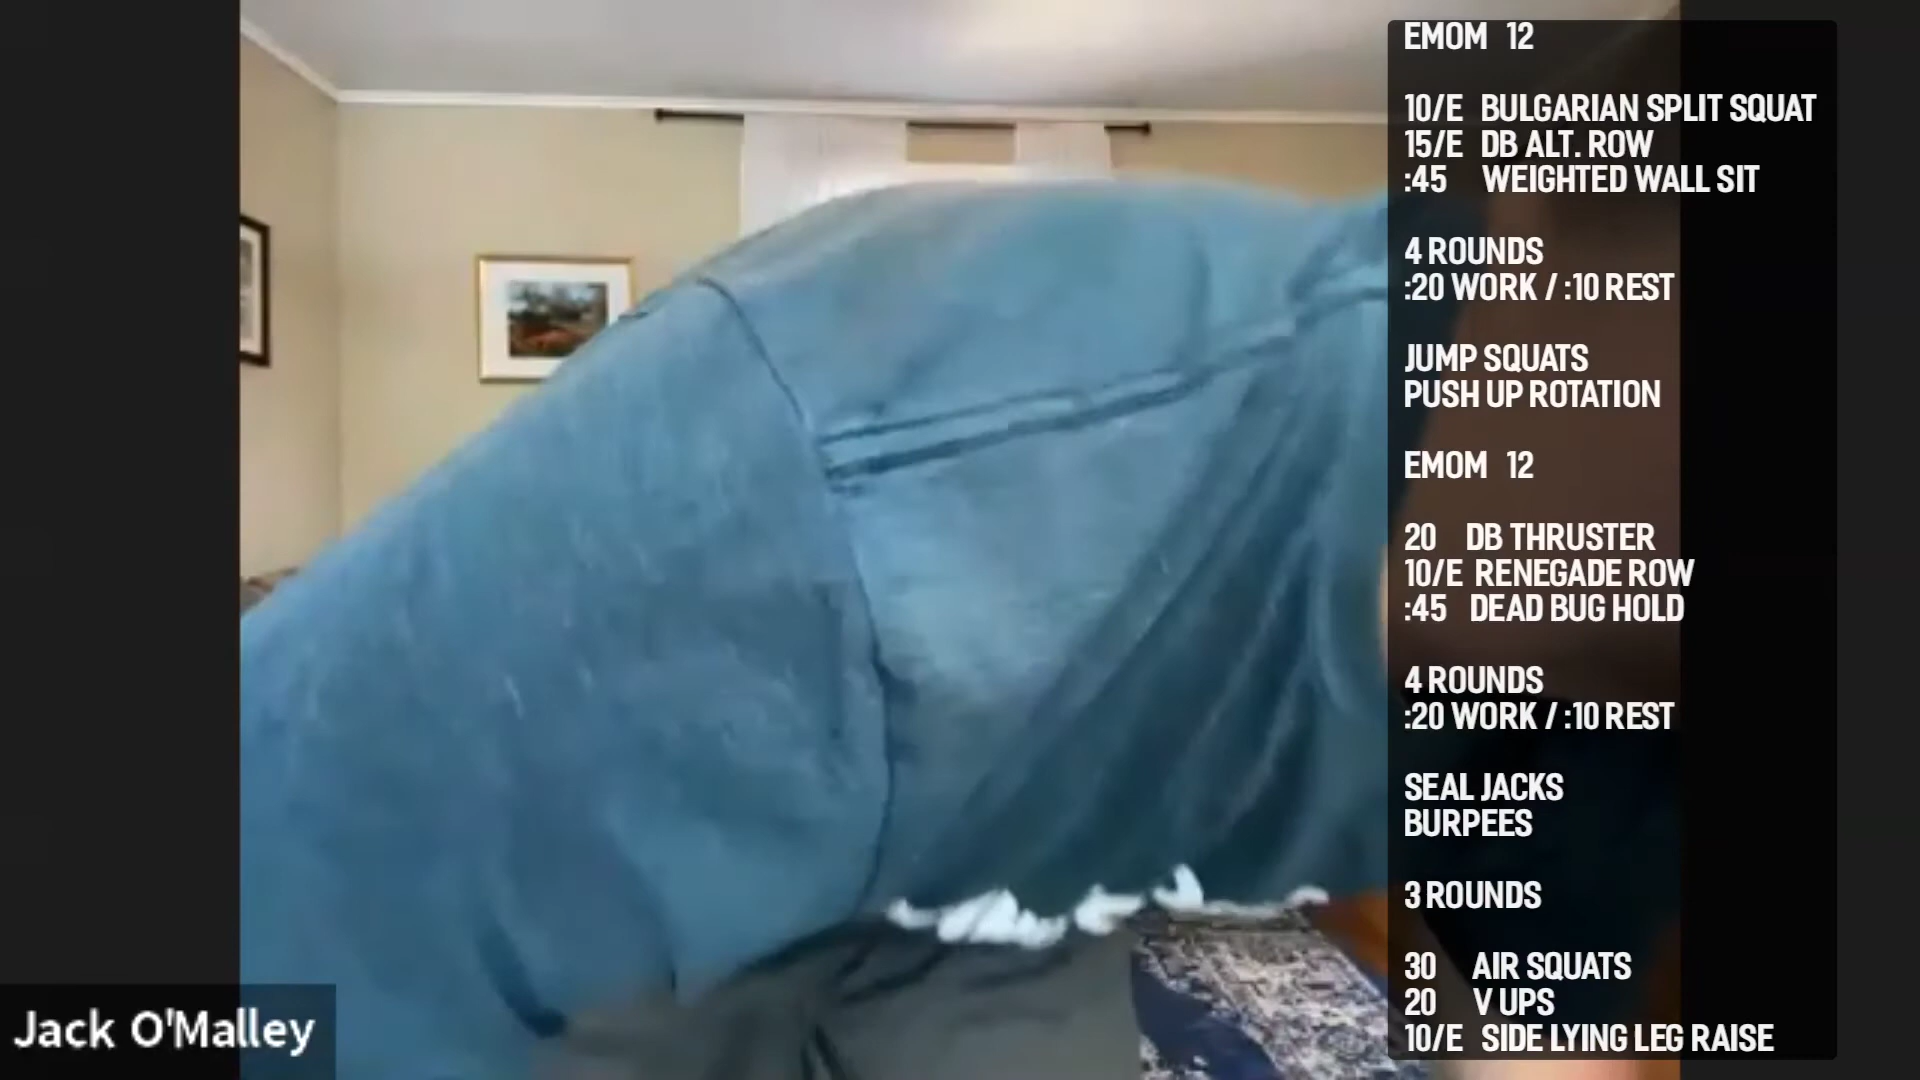 EMOM 12
10/E BULGARIAN SPLIT SQUAT
15/E DB ALT. ROW
:45 WEIGHTED WALL SIT
4 ROUNDS
:20 WORK / :10 REST
JUMP SQUATS
PUSH UP ROTATION
EMOM 12
20 DB THRUSTER
10/E RENEGADE ROW
:45 DEAD BUG HOLD
4 ROUNDS
:20 WORK / :10 REST
SEAL JACKS
BURPEES
3 ROUNDS
30 AIR SQUATS
20 V UPS
10/E SIDE LYING LEG RAISE
Jack O'Malley